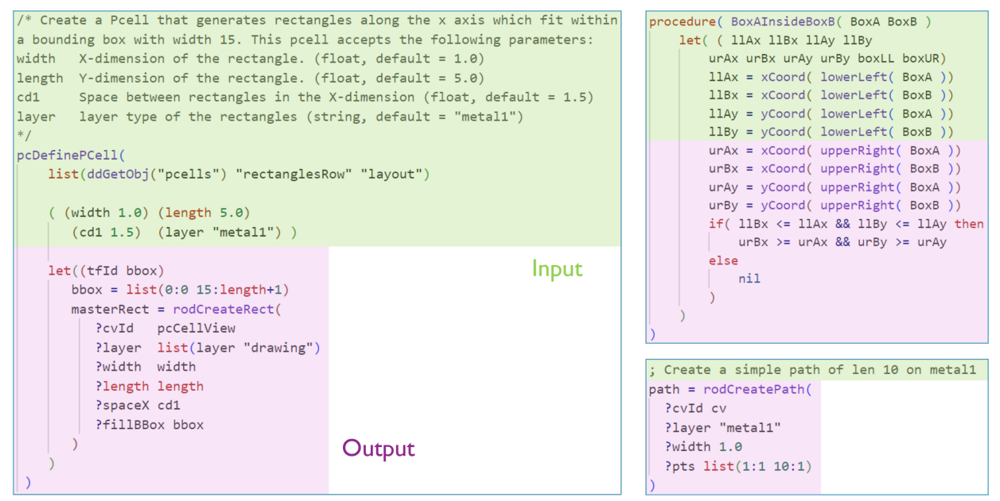 /* Create a Pcell that generates rectangles along the x axis which fit within
a bounding box with width 15. This pcell accepts the following parameters:
width   X-dimension of the rectangle. (float, default = 1.0)
length  Y-dimension of the rectangle. (float, default = 5.0)
cd1     Space between rectangles in the X-dimension (float, default = 1.5)
layer   layer type of the rectangles (string, default = "metal1")
*/
pcDefinePCell(
    list(ddGetObj("pcells") "rectanglesRow" "layout")
    ( (width 1.0) (length 5.0)
       (cd1 1.5)  (layer "metal1") )
    let((tfId bbox)
       bbox = list(0:0 15:length+1)
       masterRect = rodCreateRect(
          ?cvId   pcCellView
          ?layer  list(layer "drawing")
          ?width  width
          ?length length
          ?spaceX cd1
          ?fillBBox bbox
       )
    )
 )
Input
Output
procedure( BoxAInsideBoxB( BoxA BoxB )
    let( ( llAx llBx llAy llBy
        urAx urBx urAy urBy boxLL boxUR)
        llAx = xCoord( lowerLeft( BoxA ))
        llBx = xCoord( lowerLeft( BoxB ))
        llAy = yCoord( lowerLeft( BoxA ))
        llBy = yCoord( lowerLeft( BoxB ))
        urAx = xCoord( upperRight( BoxA ))
        urBx = xCoord( upperRight( BoxB ))
        urAy = yCoord( upperRight( BoxA ))
        urBy = yCoord( upperRight( BoxB ))
        if( llBx <= llAx && llBy <= llAy then
            urBx >= urAx && urBy >= urAy
        else
            nil
        )
    )
)
; Create a simple path of len 10 on metal1
path = rodCreatePath(
  ?cvId cv
  ?layer "metal1"
  ?width 1.0
  ?pts list(1:1 10:1)
)